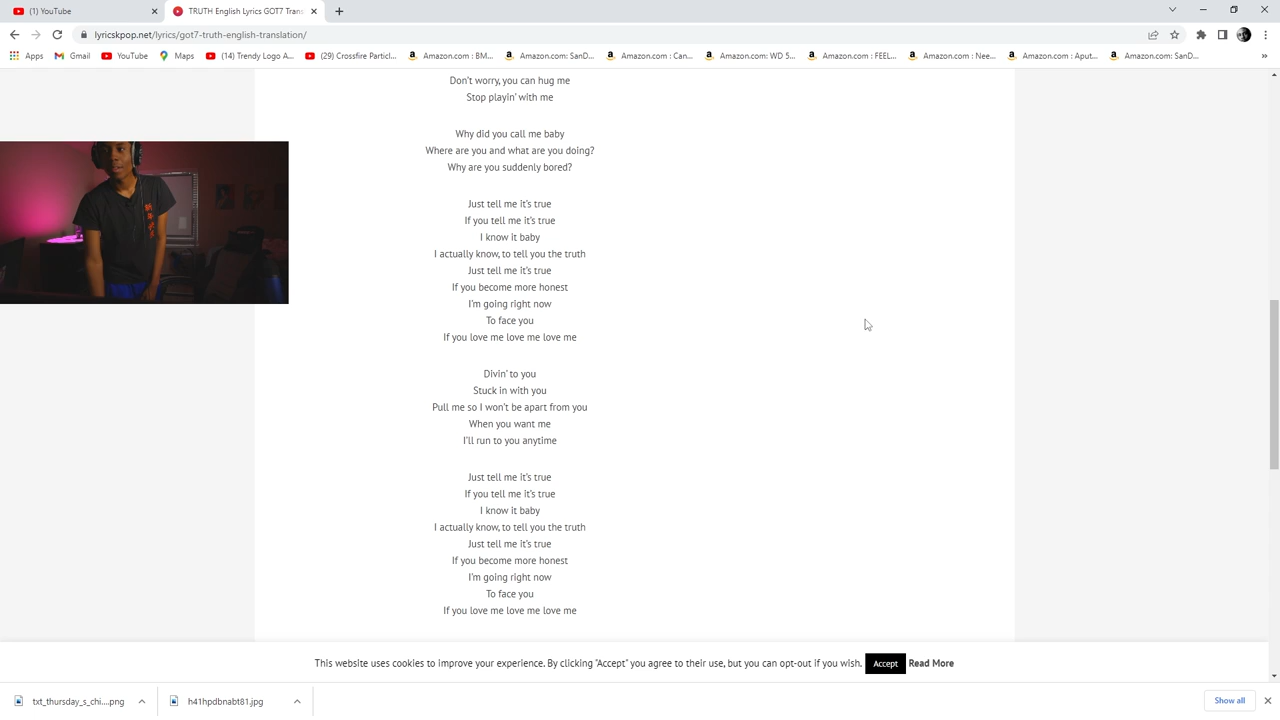 (1) YouTube
TRUTH English Lyrics GOT7 Trans
lyricskpop.net/lyrics/got7-truth-english-translation/
Apps Gmail YouTube Maps (14) Trendy Logo A... (29) Crossfire Particl... Amazon.com : BM... Amazon.com: SanD... Amazon.com : Can... Amazon.com: WD 5... Amazon.com : FEEL... Amazon.com : Nee... Amazon.com : Aput... Amazon.com: SanD... »
Don't worry, you can hug me
Stop playin' with me
Why did you call me baby
Where are you and what are you doing?
Why are you suddenly bored?
Just tell me it's true
If you tell me it's true
I know it baby
I actually know, to tell you the truth
Just tell me it's true
If you become more honest
I'm going right now
To face you
If you love me love me love me
Divin' to you
Stuck in with you
Pull me so I won't be apart from you
When you want me
I'll run to you anytime
Just tell me it's true
If you tell me it's true
I know it baby
I actually know, to tell you the truth
Just tell me it's true
If you become more honest
I'm going right now
To face you
If you love me love me love me
This website uses cookies to improve your experience. By clicking "Accept" you agree to their use, but you can opt-out if you wish. Accept Read More
txt_thursday_s_chi....png h41hpdbnabt81.jpg Show all